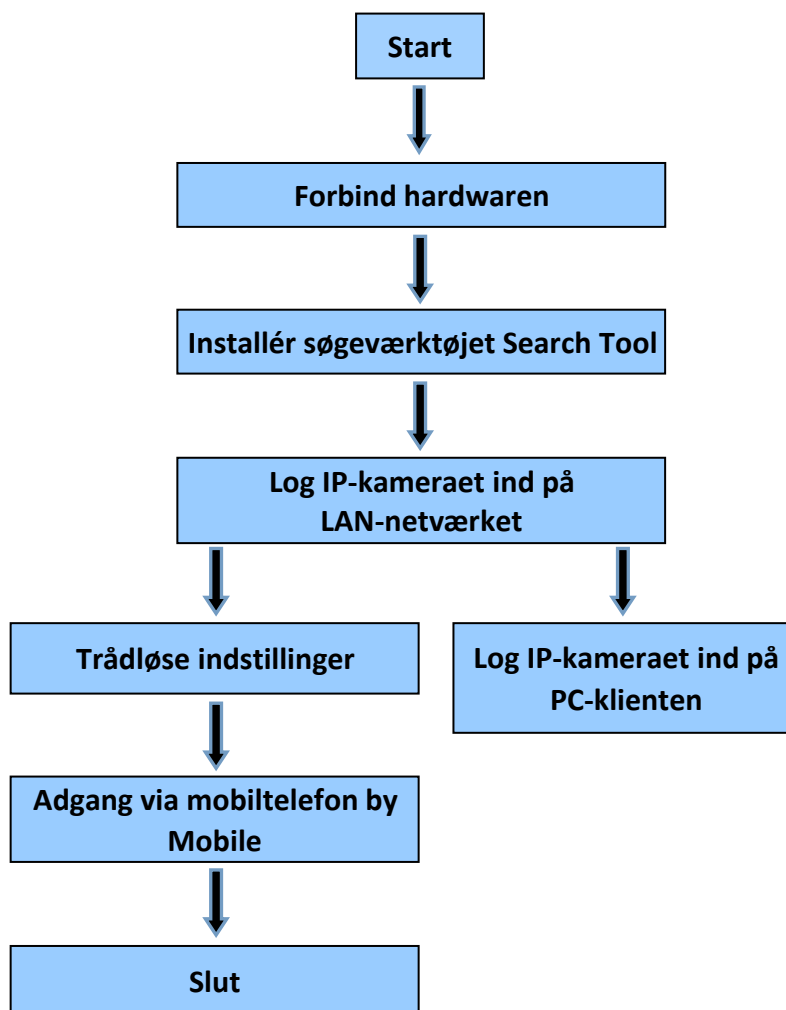 Start
Forbind hardwaren
Installér søgeværktøjet Search Tool
Log IP-kameraet ind på
LAN-netværket
Trådløse indstillinger
Log IP-kameraet ind på
PC-klienten
Adgang via mobiltelefon by
Mobile
Slut